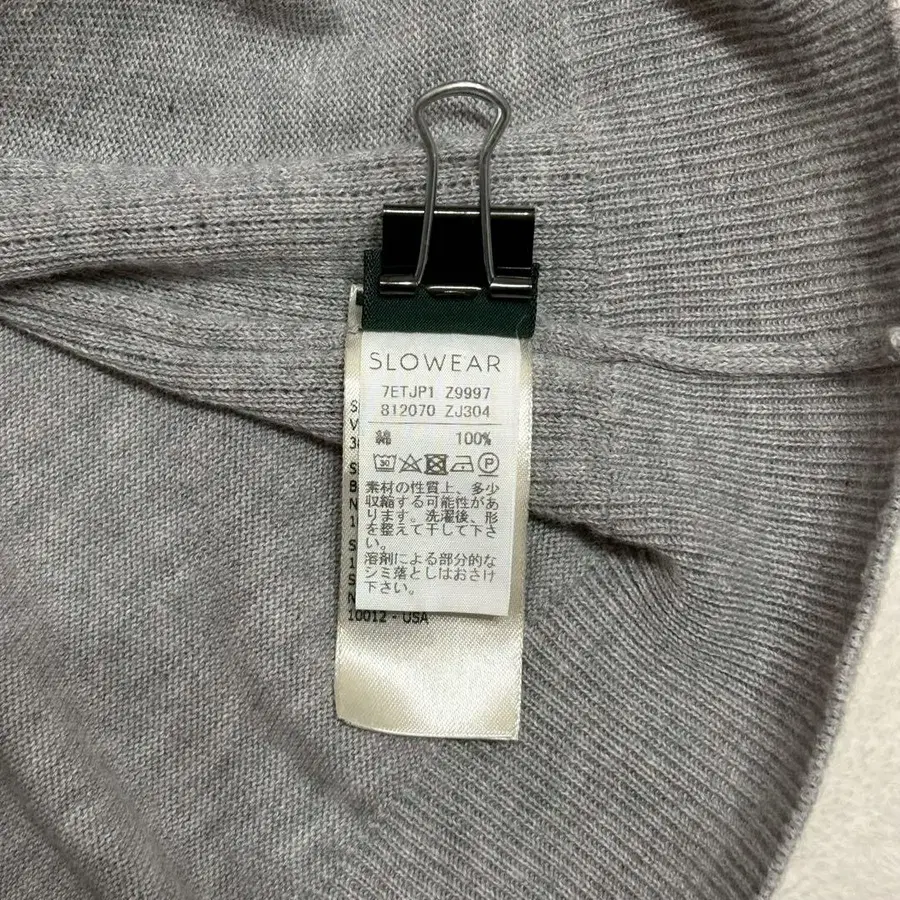 SLOWEAR
7ETJP1 Z9997
812070 ZJ304
綿 100%
30 P
素材の性質上、多少
収縮する可能性があ
ります。洗濯後、形
を整えて干して下さ
い。
溶剤による部分的な
シミ落としはおさけ
下さい。
10012 - USA